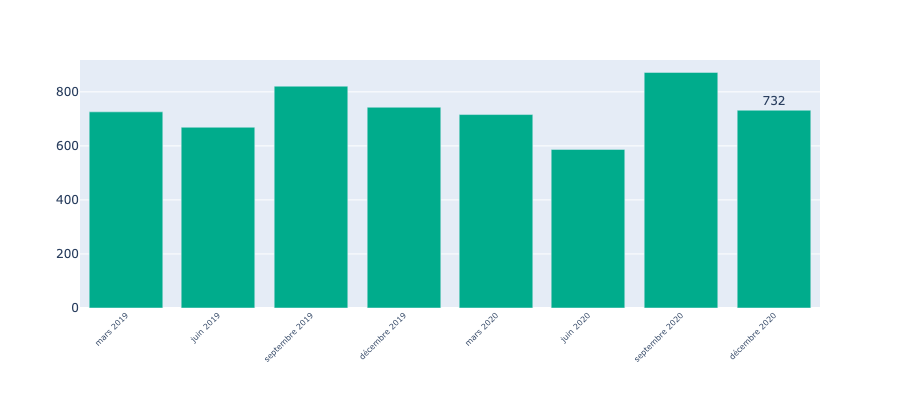 800
600
400
200
0
732
mars 2019
juin 2019
septembre 2019
décembre 2019
mars 2020
juin 2020
septembre 2020
décembre 2020